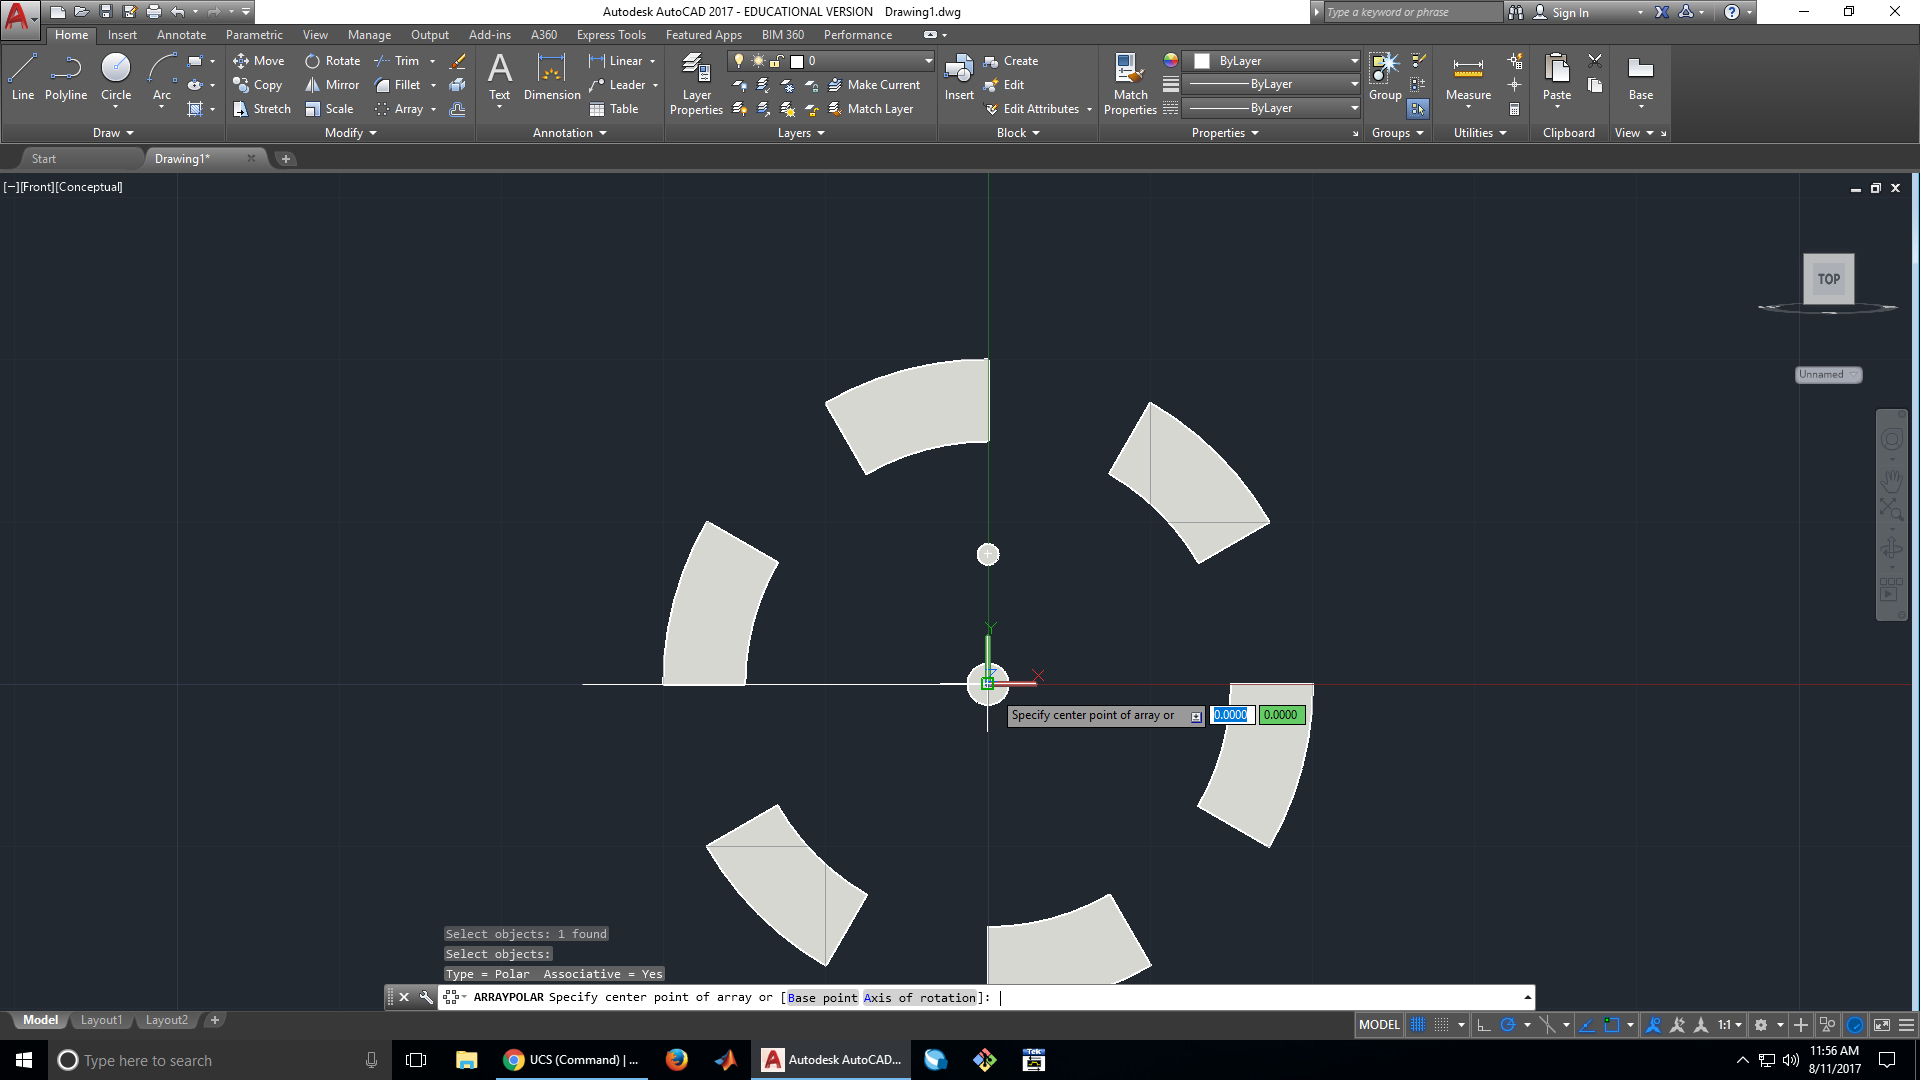 Autodesk AutoCAD 2017 - EDUCATIONAL VERSION Drawing1.dwg
Type a keyword or phrase
Sign In
Home Insert Annotate Parametric View Manage Output Add-ins A360 Express Tools Featured Apps BIM 360 Performance
Line Polyline Circle Arc
Move Rotate Trim
Copy Mirror Fillet
Stretch Scale Array
Text Dimension
Linear
Leader
Table
Layer Properties
0
Make Current
Match Layer
Insert
Create
Edit
Edit Attributes
Match Properties
ByLayer
ByLayer
ByLayer
Group
Measure
Paste
Base
Draw Modify Annotation Layers Block Properties Groups Utilities Clipboard View
Start Drawing1*
[−][Front][Conceptual]
TOP
Unnamed
Y
X
Specify center point of array or 0.0000 0.0000
Select objects: 1 found
Select objects:
Type = Polar Associative = Yes
ARRAYPOLAR Specify center point of array or [Base point Axis of rotation]:
Model Layout1 Layout2
MODEL 1:1
Type here to search
UCS (Command) | ...
Autodesk AutoCAD...
Tek
11:56 AM
8/11/2017